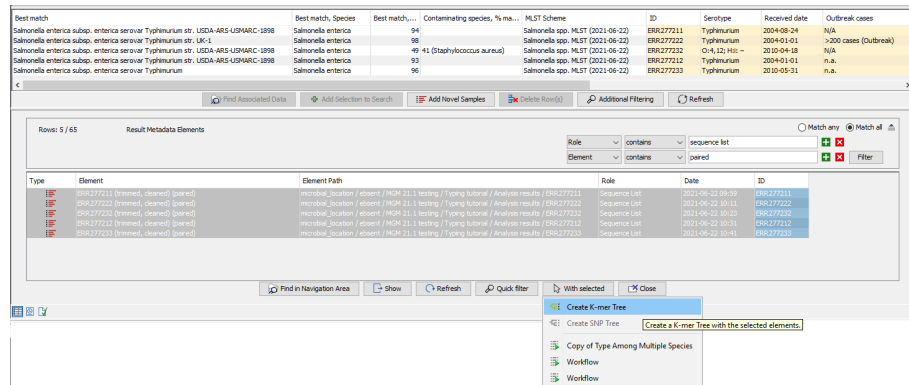 Best match Best match, Species Best match,... Contaminating species, % ma... MLST Scheme ID Serotype Received date Outbreak cases
Salmonella enterica subsp. enterica serovar Typhimurium str. USDA-ARS-USMARC-1898 Salmonella enterica 94 Salmonella spp. MLST (2021-06-22) ERR277211 Typhimurium 2004-08-24 N/A
Salmonella enterica subsp. enterica serovar Typhimurium str. UK-1 Salmonella enterica 98 Salmonella spp. MLST (2021-06-22) ERR277222 Typhimurium 2004-01-01 >200 cases (Outbreak)
Salmonella enterica subsp. enterica serovar Typhimurium str. USDA-ARS-USMARC-1898 Salmonella enterica 49 41 (Staphylococcus aureus) Salmonella spp. MLST (2021-06-22) ERR277232 O:4,12; Hi: − 2010-04-18 N/A
Salmonella enterica subsp. enterica serovar Typhimurium str. USDA-ARS-USMARC-1898 Salmonella enterica 93 Salmonella spp. MLST (2021-06-22) ERR277212 Typhimurium 2004-01-01 n.a.
Salmonella enterica subsp. enterica serovar Typhimurium Salmonella enterica 96 Salmonella spp. MLST (2021-06-22) ERR277233 Typhimurium 2010-05-31 n.a.
Find Associated Data Add Selection to Search Add Novel Samples Delete Row(s) Additional Filtering Refresh
Rows: 5 / 65 Result Metadata Elements Match any Match all
Role contains sequence list
Element contains paired Filter
Type Element Element Path Role Date ID
ERR277211 (trimmed, cleaned) (paired) microbial_location / ebsent / MGM 21.1 testing / Typing tutorial / Analysis results / ERR277211 Sequence List 2021-06-22 09:59 ERR277211
ERR277222 (trimmed, cleaned) (paired) microbial_location / ebsent / MGM 21.1 testing / Typing tutorial / Analysis results / ERR277222 Sequence List 2021-06-22 10:11 ERR277222
ERR277232 (trimmed, cleaned) (paired) microbial_location / ebsent / MGM 21.1 testing / Typing tutorial / Analysis results / ERR277232 Sequence List 2021-06-22 10:23 ERR277232
ERR277212 (trimmed, cleaned) (paired) microbial_location / ebsent / MGM 21.1 testing / Typing tutorial / Analysis results / ERR277212 Sequence List 2021-06-22 10:31 ERR277212
ERR277233 (trimmed, cleaned) (paired) microbial_location / ebsent / MGM 21.1 testing / Typing tutorial / Analysis results / ERR277233 Sequence List 2021-06-22 10:41 ERR277233
Find in Navigation Area Show Refresh Quick filter With selected Close
Create K-mer Tree
Create SNP Tree Create a K-mer Tree with the selected elements.
Copy of Type Among Multiple Species
Workflow
Workflow